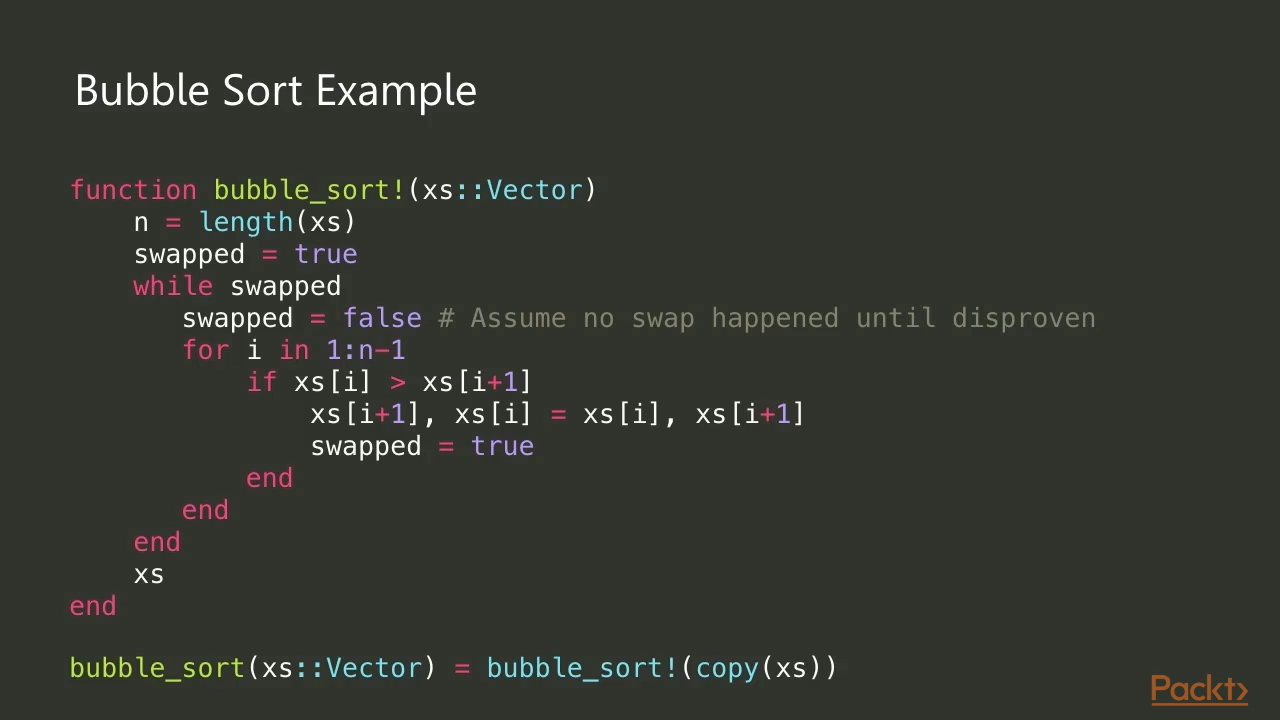 Bubble Sort Example
function bubble_sort!(xs::Vector)
    n = length(xs)
    swapped = true
    while swapped
       swapped = false # Assume no swap happened until disproven
       for i in 1:n-1
           if xs[i] > xs[i+1]
               xs[i+1], xs[i] = xs[i], xs[i+1]
               swapped = true
           end
       end
    end
    xs
end
bubble_sort(xs::Vector) = bubble_sort!(copy(xs))
Packt>